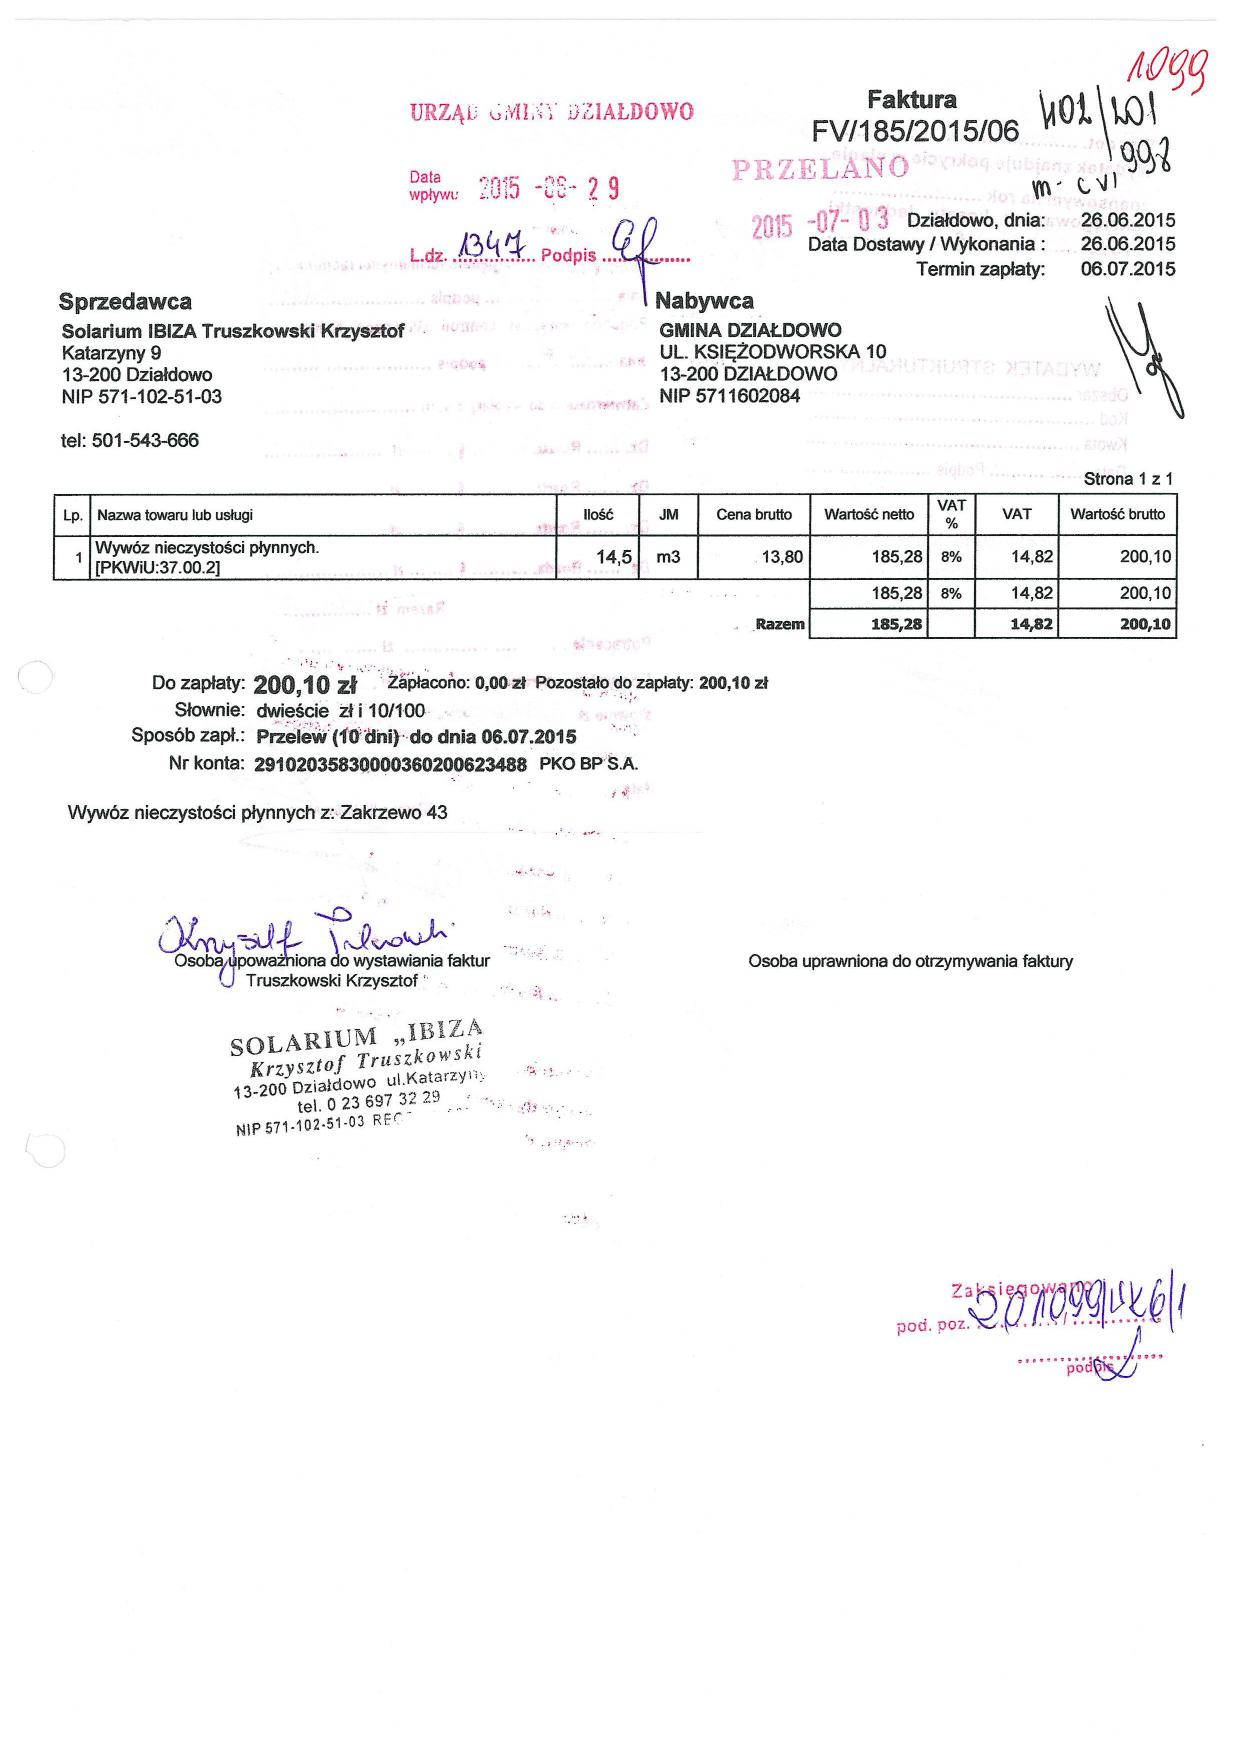 1099
URZĄD GMINY DZIAŁDOWO
Faktura
FV/185/2015/06
402/201
998
m-c VI
PRZELANO
Data
wpływu 2015 -06- 29
2015 -07- 03
Działdowo, dnia: 26.06.2015
Data Dostawy / Wykonania : 26.06.2015
Termin zapłaty: 06.07.2015
L.dz. 1347 Podpis
Sprzedawca
Solarium IBIZA Truszkowski Krzysztof
Katarzyny 9
13-200 Działdowo
NIP 571-102-51-03
tel: 501-543-666
Nabywca
GMINA DZIAŁDOWO
UL. KSIĘŻODWORSKA 10
13-200 DZIAŁDOWO
NIP 5711602084
Strona 1 z 1
Lp. Nazwa towaru lub usługi Ilość JM Cena brutto Wartość netto VAT % VAT Wartość brutto
1 Wywóz nieczystości płynnych. 14,5 m3 13,80 185,28 8% 14,82 200,10
[PKWiU:37.00.2]
185,28 8% 14,82 200,10
Razem 185,28 14,82 200,10
Do zapłaty: 200,10 zł Zapłacono: 0,00 zł Pozostało do zapłaty: 200,10 zł
Słownie: dwieście zł i 10/100
Sposób zapł.: Przelew (10 dni) do dnia 06.07.2015
Nr konta: 29102035830000360200623488 PKO BP S.A.
Wywóz nieczystości płynnych z: Zakrzewo 43
Osoba upoważniona do wystawiania faktur
Truszkowski Krzysztof
Osoba uprawniona do otrzymywania faktury
SOLARIUM „IBIZA
Krzysztof Truszkowski
13-200 Działdowo ul.Katarzyny
tel. 0 23 697 32 29
NIP 571-102-51-03 REG
Zaksięgowano
pod. poz.
podpis